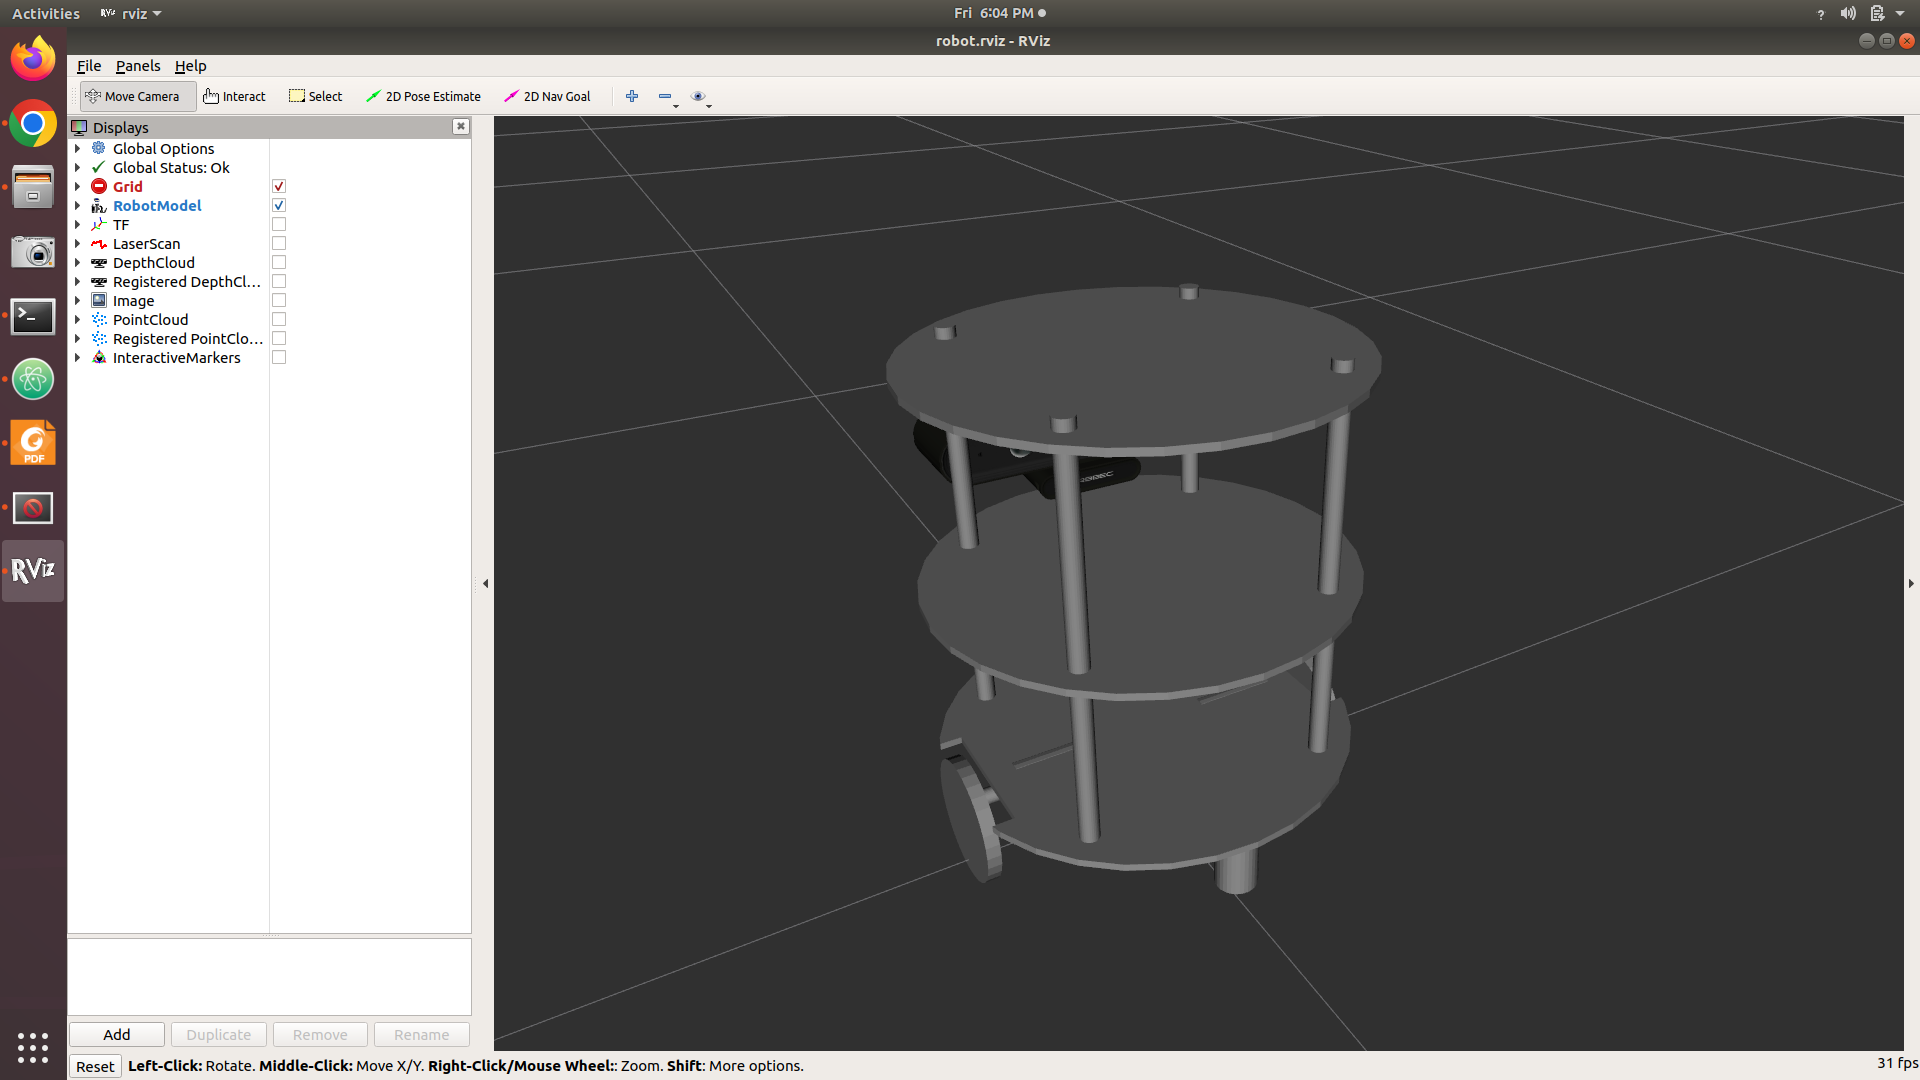 Activities RViz rviz Fri 6:04 PM ?
robot.rviz - RViz
File Panels Help
Move Camera Interact Select 2D Pose Estimate 2D Nav Goal
Displays
Global Options
Global Status: Ok
Grid
RobotModel
TF
LaserScan
DepthCloud
Registered DepthCl...
Image
PointCloud
Registered PointClo...
InteractiveMarkers
PDF
RViz
Add Duplicate Remove Rename
Reset Left-Click: Rotate. Middle-Click: Move X/Y. Right-Click/Mouse Wheel:: Zoom. Shift: More options. 31 fps